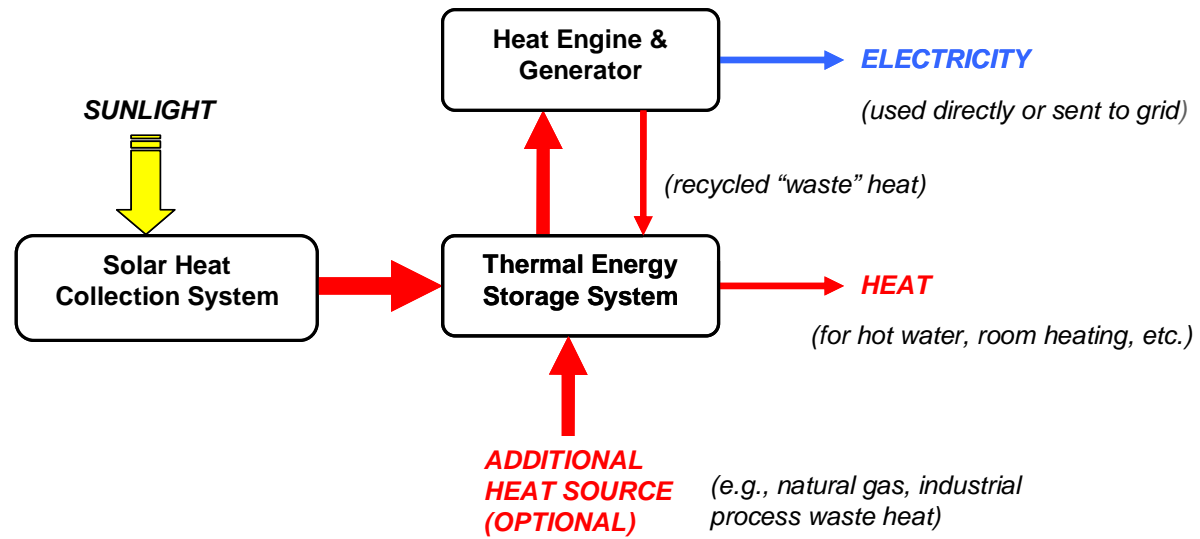 Heat Engine &
Generator
ELECTRICITY
(used directly or sent to grid)
SUNLIGHT
(recycled “waste” heat)
Solar Heat
Collection System
Thermal Energy
Storage System
HEAT
(for hot water, room heating, etc.)
ADDITIONAL
HEAT SOURCE
(OPTIONAL)
(e.g., natural gas, industrial
process waste heat)